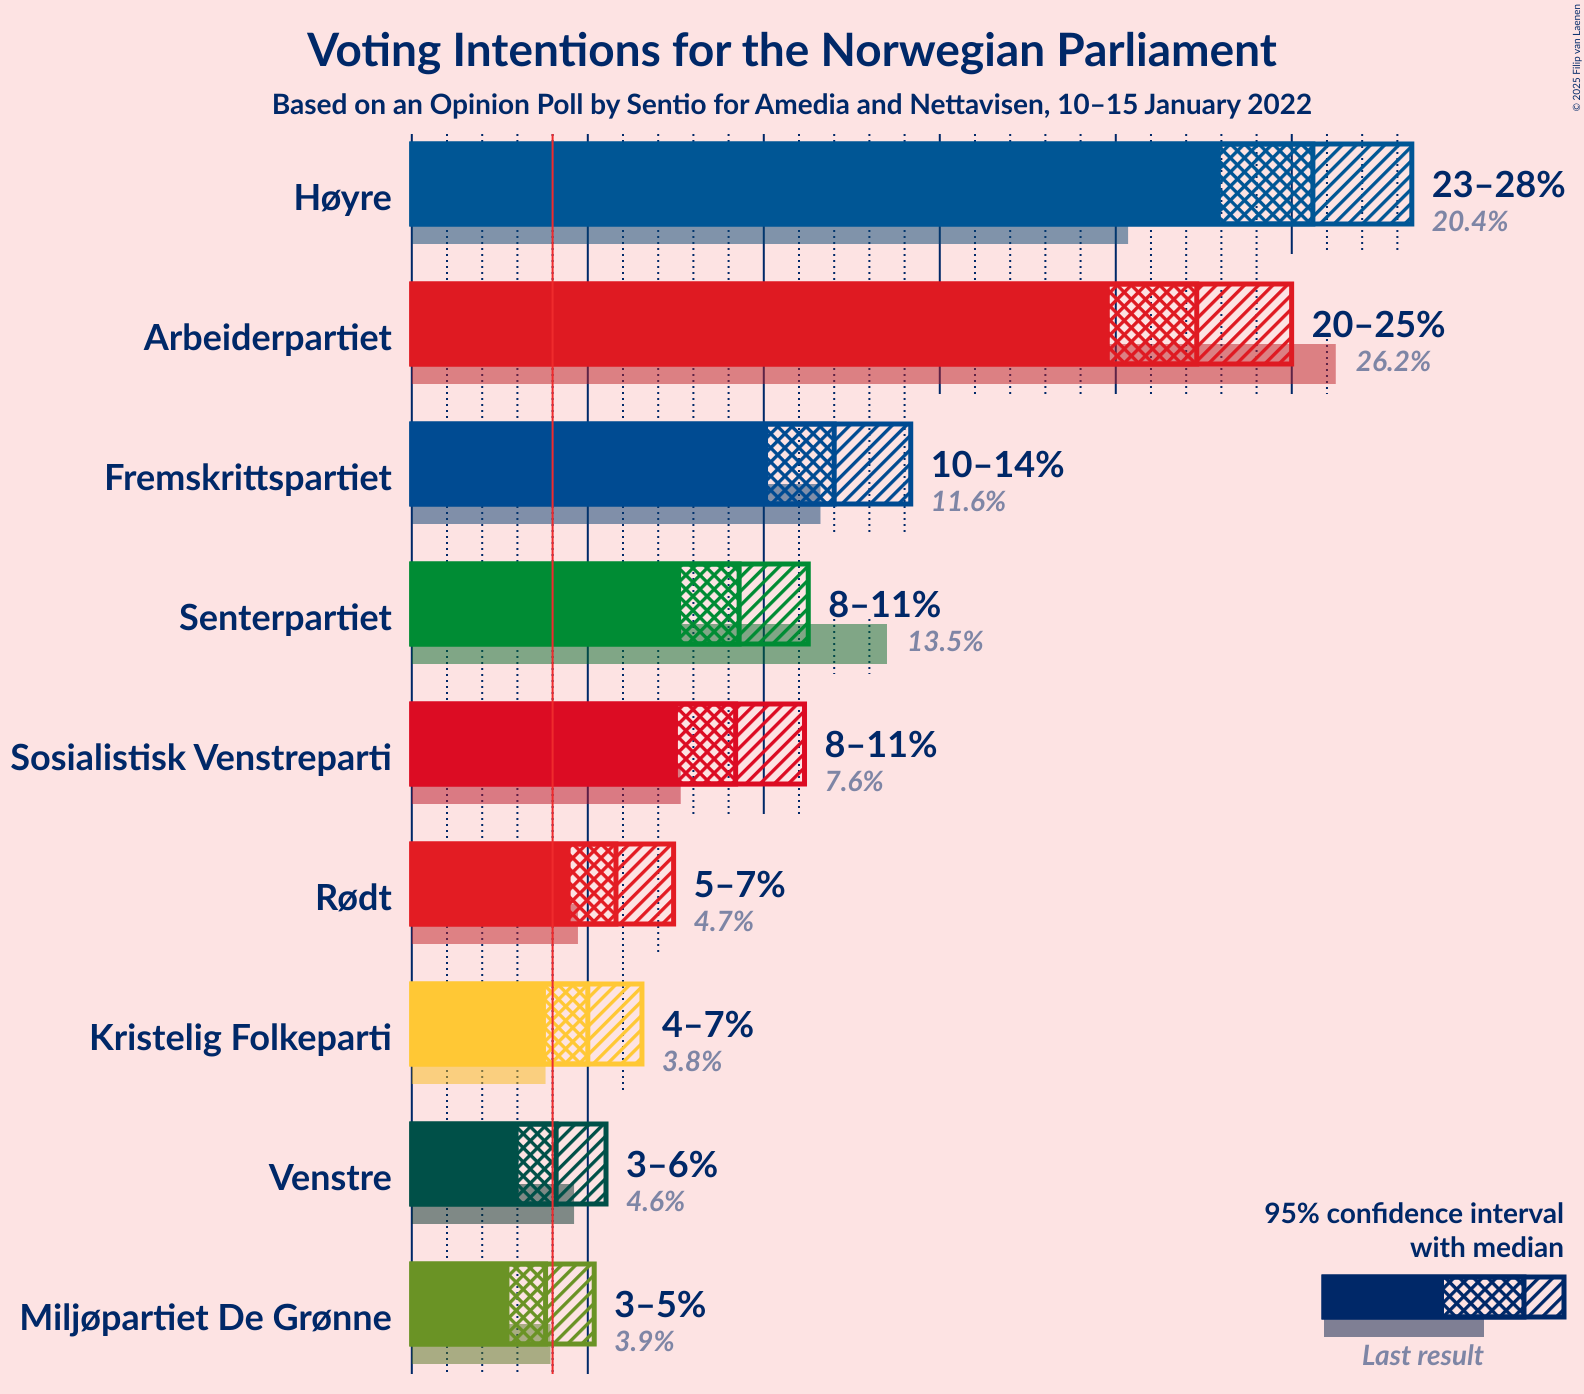 Voting Intentions for the Norwegian Parliament
Based on an Opinion Poll by Sentio for Amedia and Nettavisen, 10–15 January 2022
© 2025 Filip van Laenen
Høyre
23–28%
20.4%
Arbeiderpartiet
20–25%
26.2%
Fremskrittspartiet
10–14%
11.6%
Senterpartiet
8–11%
13.5%
Sosialistisk Venstreparti
8–11%
7.6%
Rødt
5–7%
4.7%
Kristelig Folkeparti
4–7%
3.8%
Venstre
3–6%
4.6%
Miljøpartiet De Grønne
3–5%
3.9%
95% confidence interval
with median
Last result